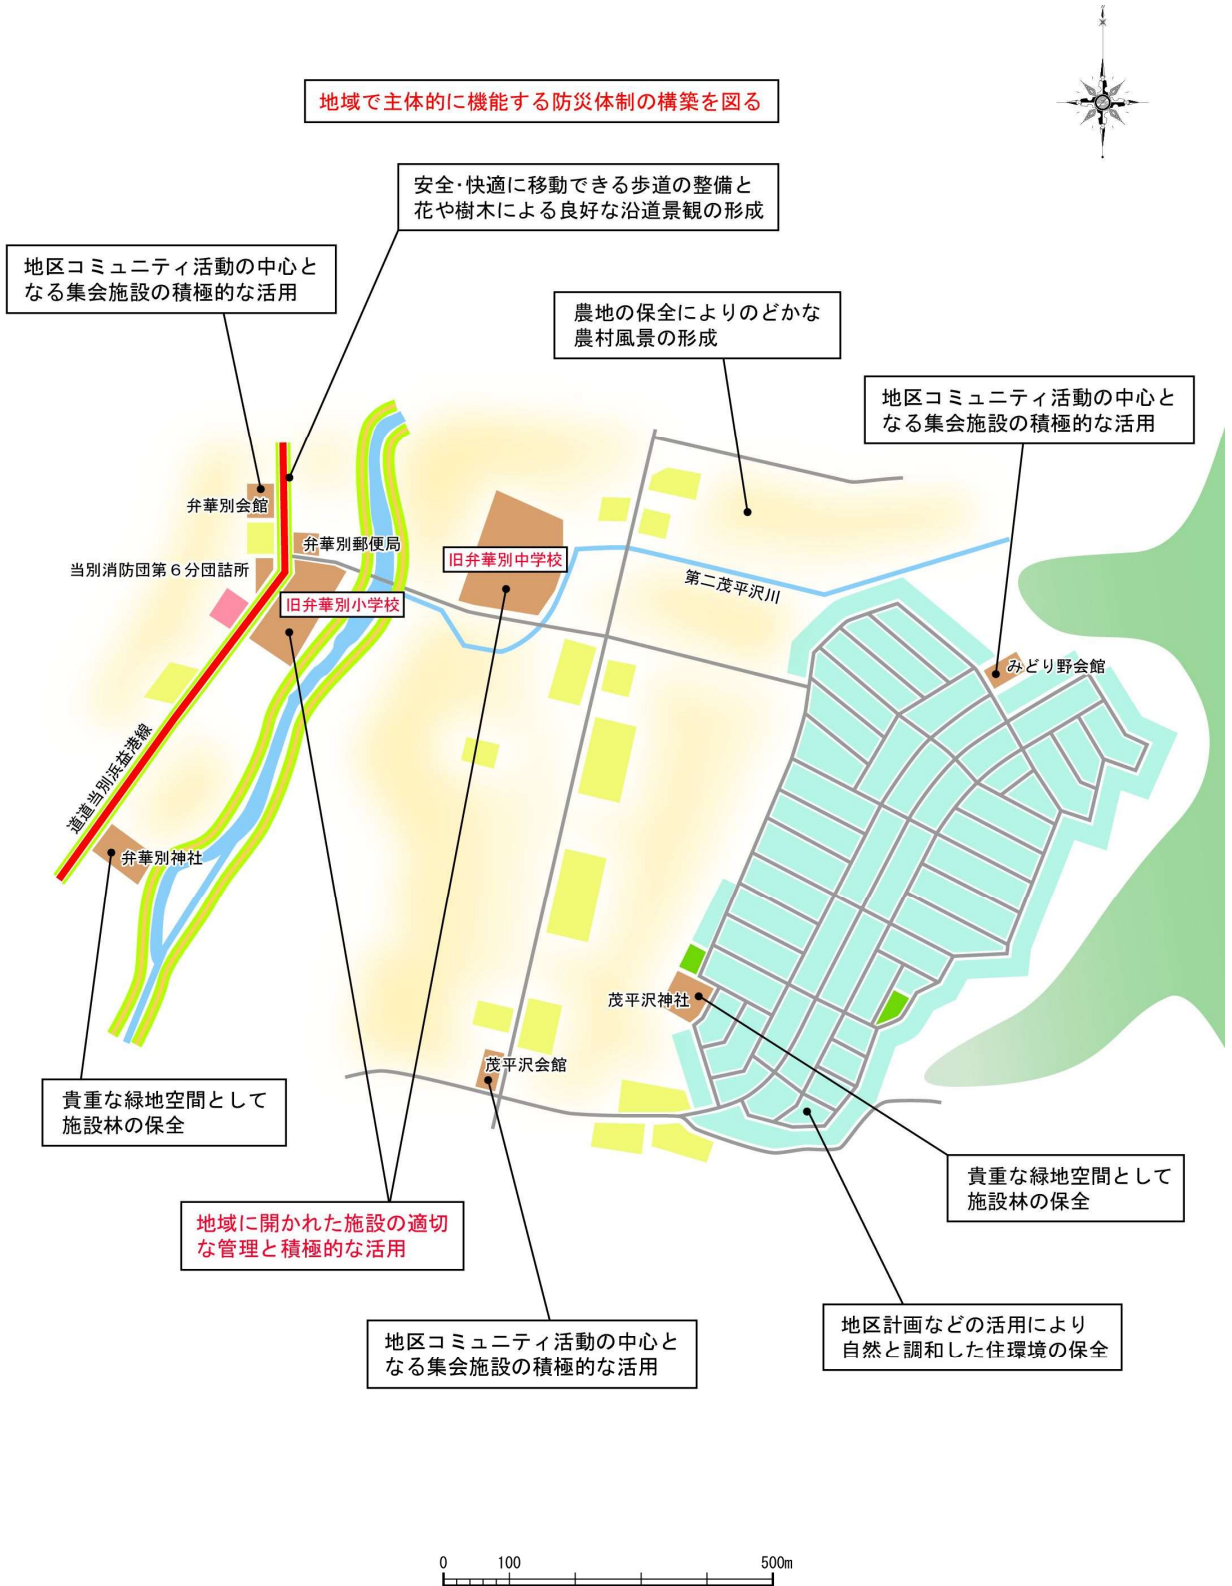 N
地域で主体的に機能する防災体制の構築を図る
安全・快適に移動できる歩道の整備と
花や樹木による良好な沿道景観の形成
地区コミュニティ活動の中心と
なる集会施設の積極的な活用
農地の保全によりのどかな
農村風景の形成
地区コミュニティ活動の中心と
なる集会施設の積極的な活用
弁華別会館
弁華別郵便局
旧弁華別中学校
当別消防団第６分団詰所
第二茂平沢川
旧弁華別小学校
みどり野会館
道道当別浜益港線
弁華別神社
茂平沢神社
茂平沢会館
貴重な緑地空間として
施設林の保全
貴重な緑地空間として
施設林の保全
地域に開かれた施設の適切
な管理と積極的な活用
地区コミュニティ活動の中心と
なる集会施設の積極的な活用
地区計画などの活用により
自然と調和した住環境の保全
0 100 500m